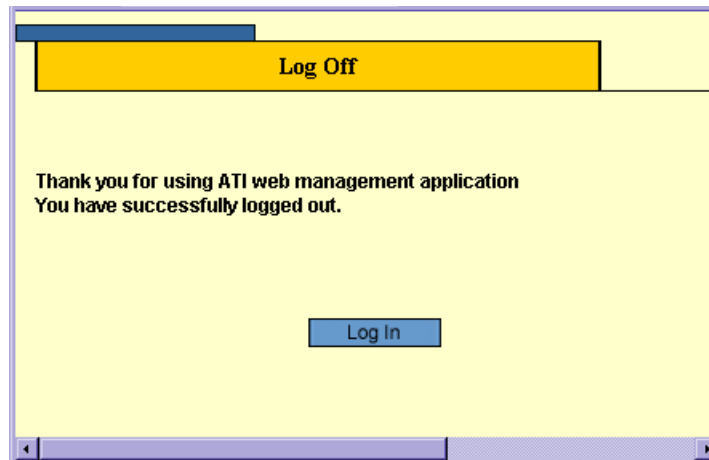 Log Off
Thank you for using ATI web management application
You have successfully logged out.
Log In